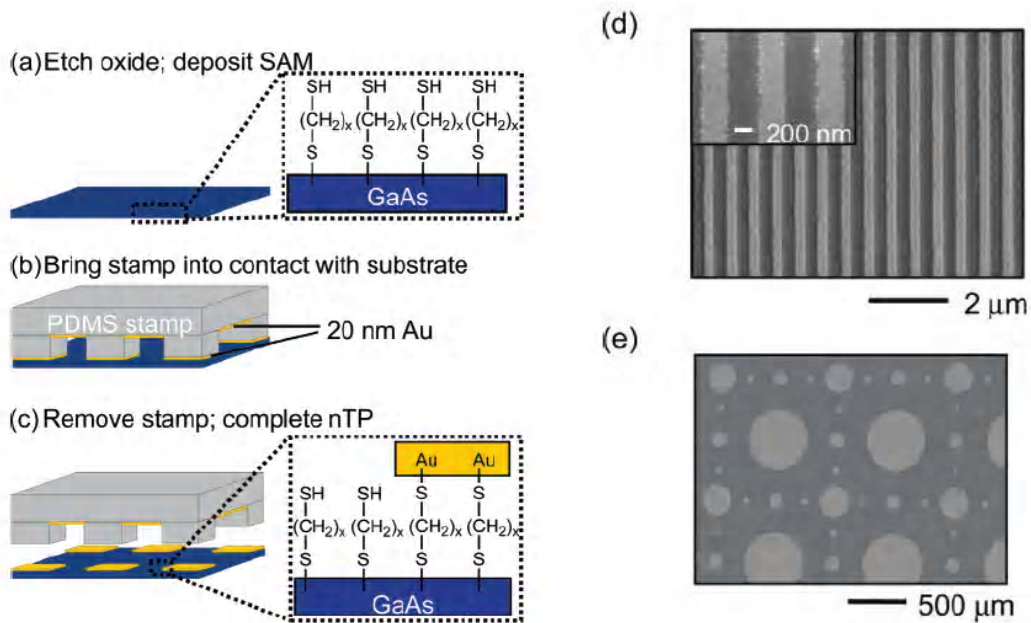 (a) Etch oxide; deposit SAM
SH SH SH SH
(CH2)x (CH2)x (CH2)x (CH2)x
S S S S
GaAs
(b) Bring stamp into contact with substrate
PDMS stamp
20 nm Au
(c) Remove stamp; complete nTP
Au Au
SH SH S S
(CH2)x (CH2)x (CH2)x (CH2)x
S S S S
GaAs
(d)
200 nm
2 μm
(e)
500 μm